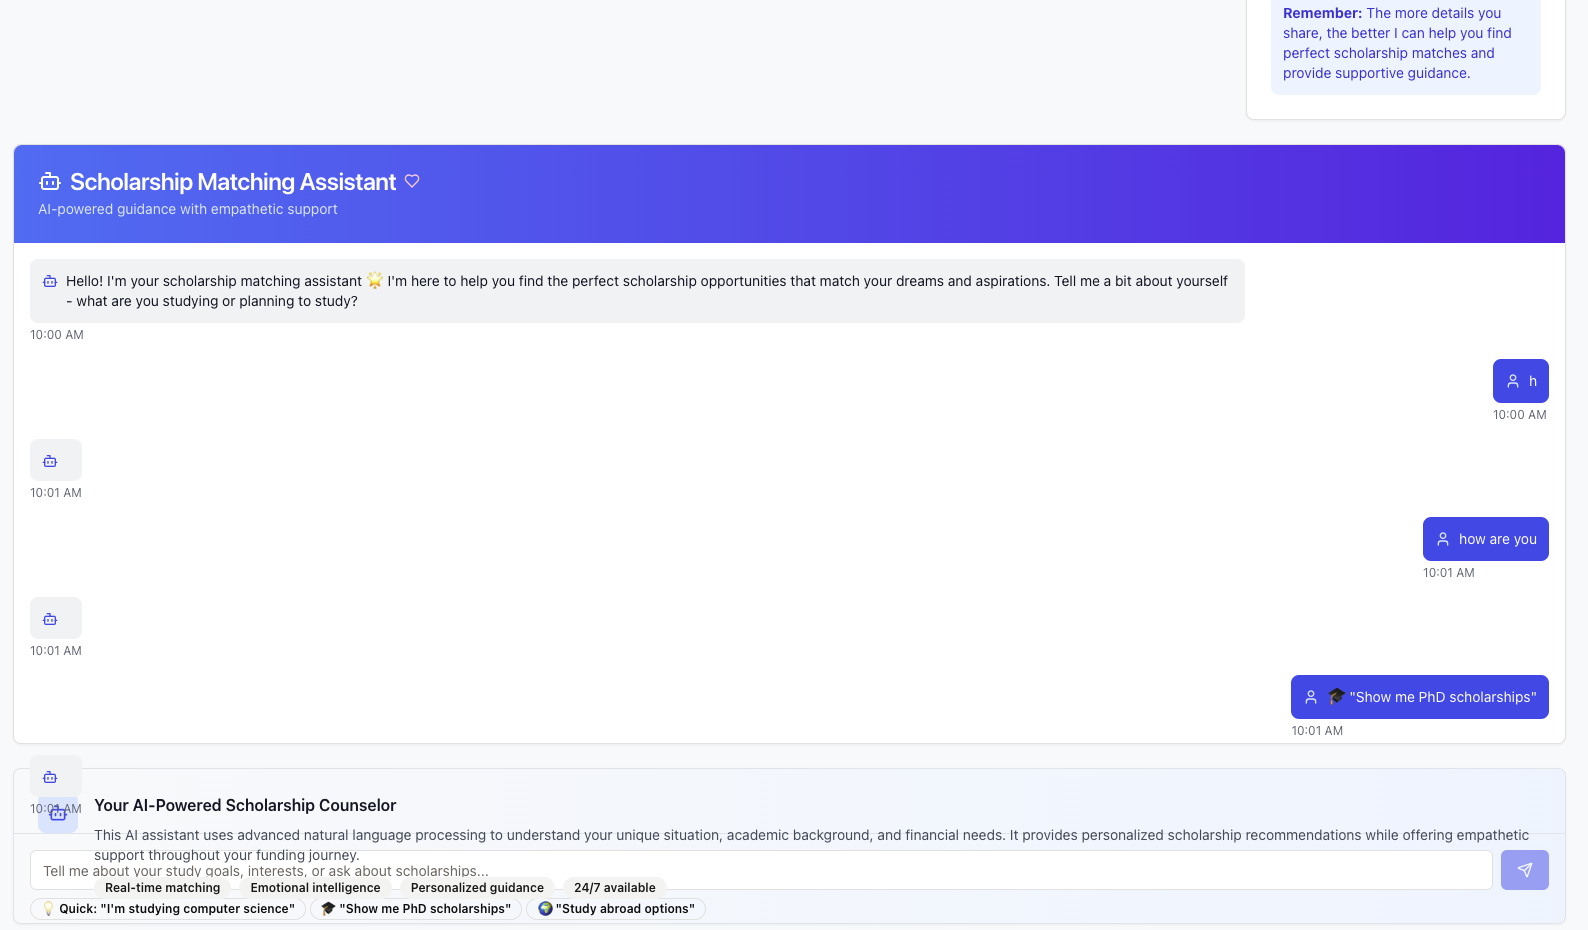 Remember: The more details you
share, the better I can help you find
perfect scholarship matches and
provide supportive guidance.
Scholarship Matching Assistant
AI-powered guidance with empathetic support
Hello! I'm your scholarship matching assistant 🌟 I'm here to help you find the perfect scholarship opportunities that match your dreams and aspirations. Tell me a bit about yourself
- what are you studying or planning to study?
10:00 AM
h
10:00 AM
10:01 AM
how are you
10:01 AM
10:01 AM
🎓 "Show me PhD scholarships"
10:01 AM
10:01 AM
Your AI-Powered Scholarship Counselor
This AI assistant uses advanced natural language processing to understand your unique situation, academic background, and financial needs. It provides personalized scholarship recommendations while offering empathetic
support throughout your funding journey.
Tell me about your study goals, interests, or ask about scholarships...
Real-time matching Emotional intelligence Personalized guidance 24/7 available
💡 Quick: "I'm studying computer science" 🎓 "Show me PhD scholarships" 🌍 "Study abroad options"